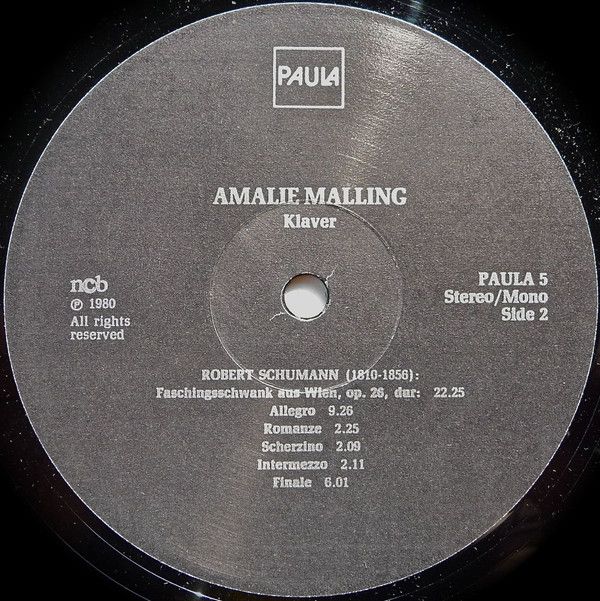 PAULA
AMALIE MALLING
Klaver
ncb
℗ 1980
All rights
reserved
PAULA 5
Stereo/Mono
Side 2
ROBERT SCHUMANN (1810-1856):
Faschingsschwank aus Wien, op. 26, dur: 22.25
Allegro 9.26
Romanze 2.25
Scherzino 2.09
Intermezzo 2.11
Finale 6.01